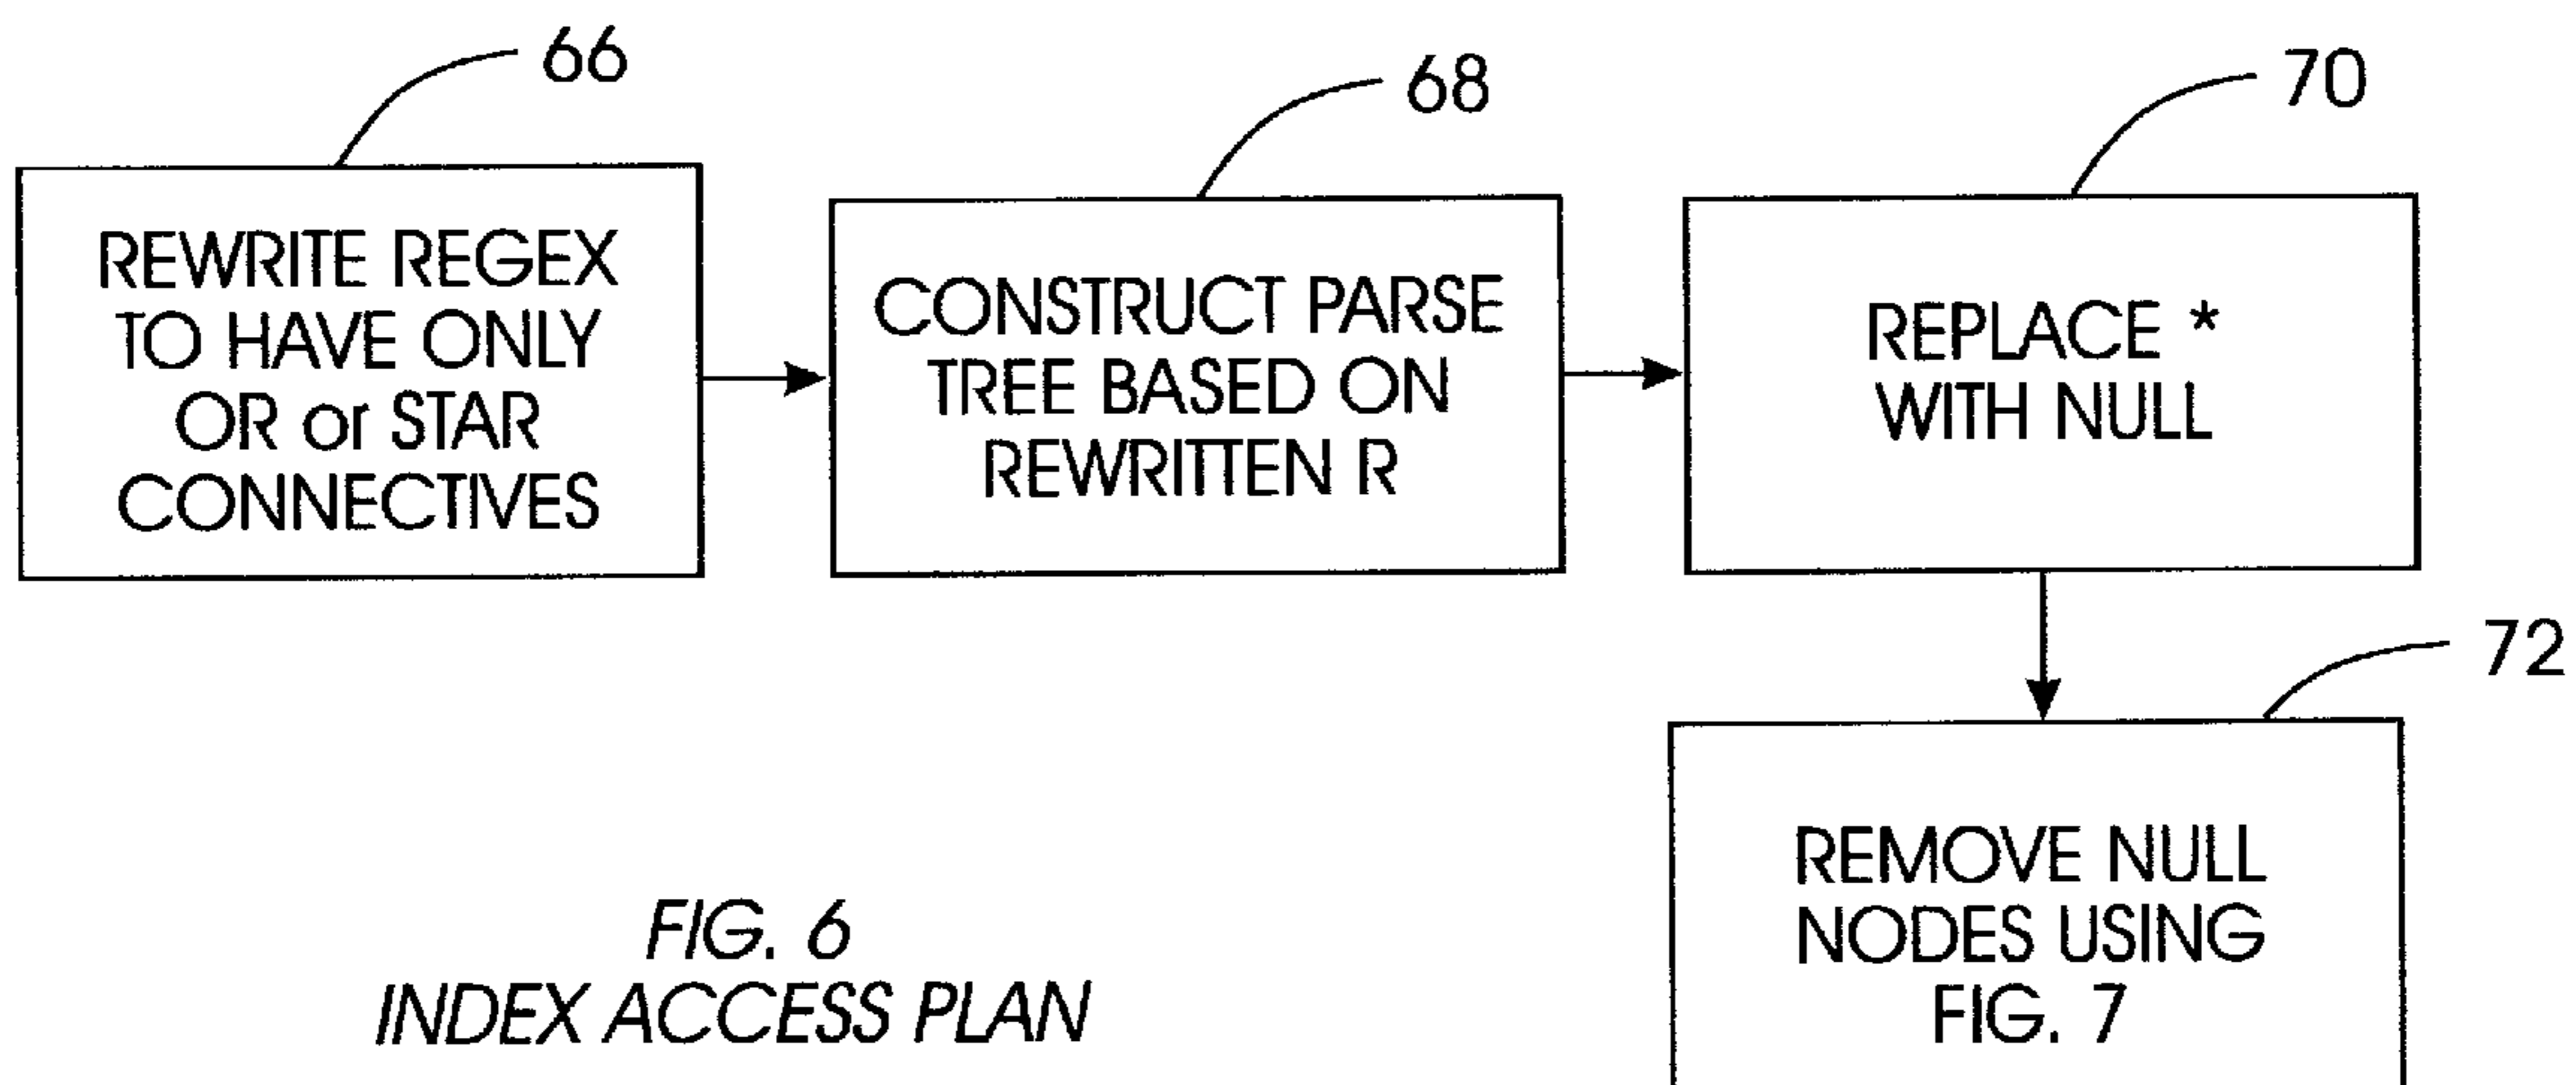 66
REWRITE REGEX
TO HAVE ONLY
OR or STAR
CONNECTIVES
68
CONSTRUCT PARSE
TREE BASED ON
REWRITTEN R
70
REPLACE *
WITH NULL
72
REMOVE NULL
NODES USING
FIG. 7
FIG. 6
INDEX ACCESS PLAN